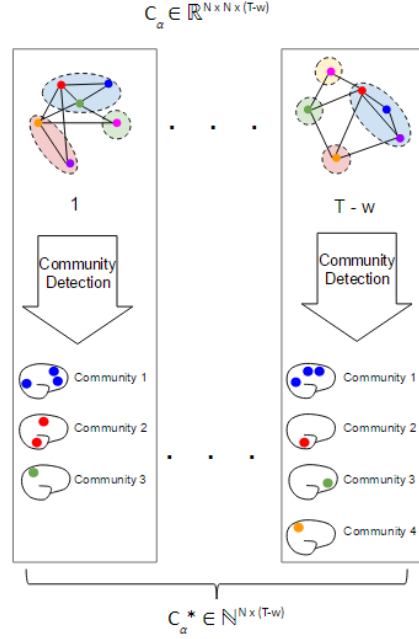 C_α ∈ ℝ^{N x N x (T-w)}
. . .
1
T - w
Community
Detection
Community
Detection
Community 1
Community 2
Community 3
. . .
Community 1
Community 2
Community 3
Community 4
C_α* ∈ ℕ^{N x (T-w)}